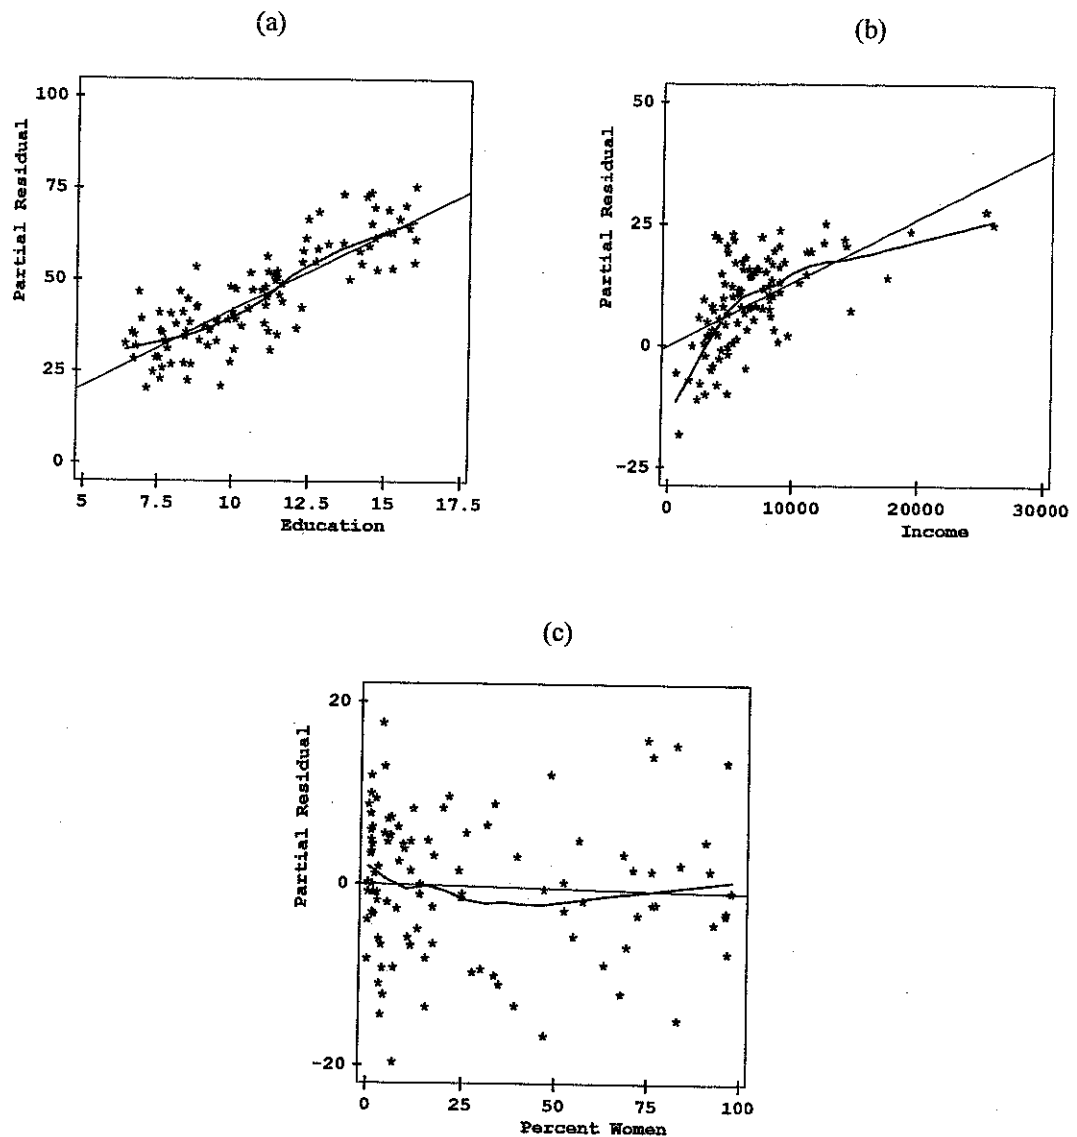 (a)
Partial Residual
100
75
50
25
0
5 7.5 10 12.5 15 17.5
Education
(b)
Partial Residual
50
25
0
-25
0 10000 20000 30000
Income
(c)
Partial Residual
20
0
-20
0 25 50 75 100
Percent Women